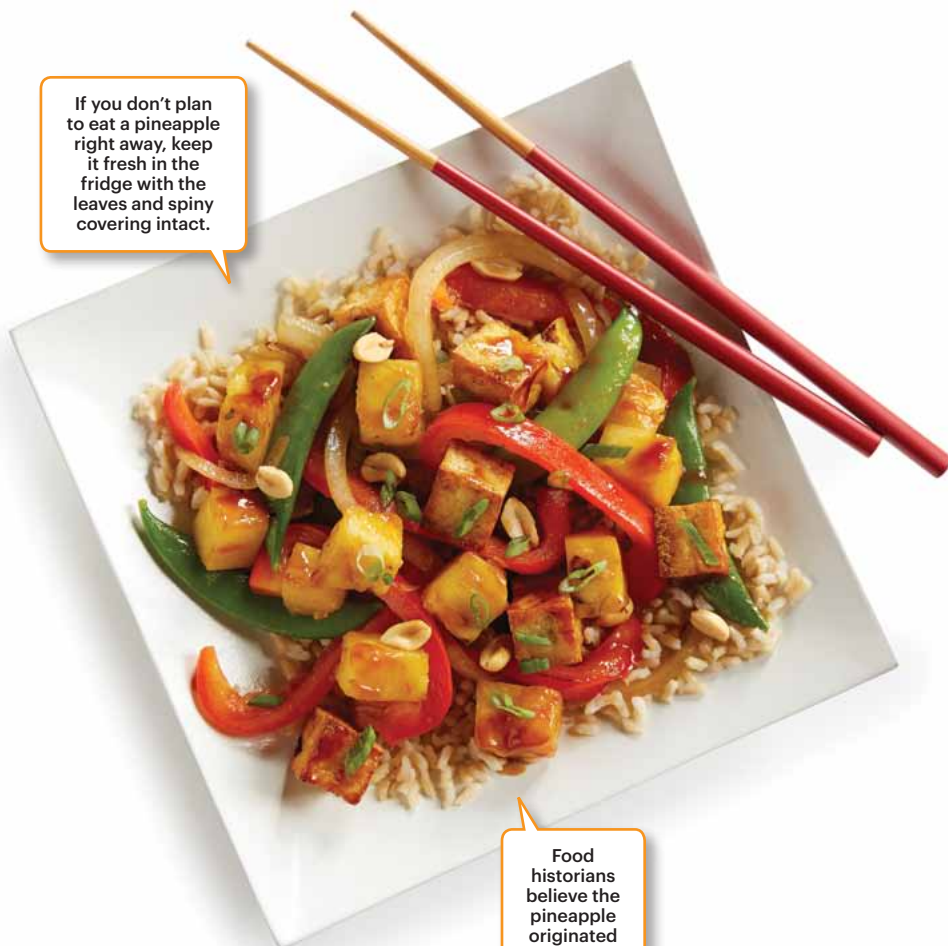 If you don’t plan
to eat a pineapple
right away, keep
it fresh in the
fridge with the
leaves and spiny
covering intact.
Food
historians
believe the
pineapple
originated